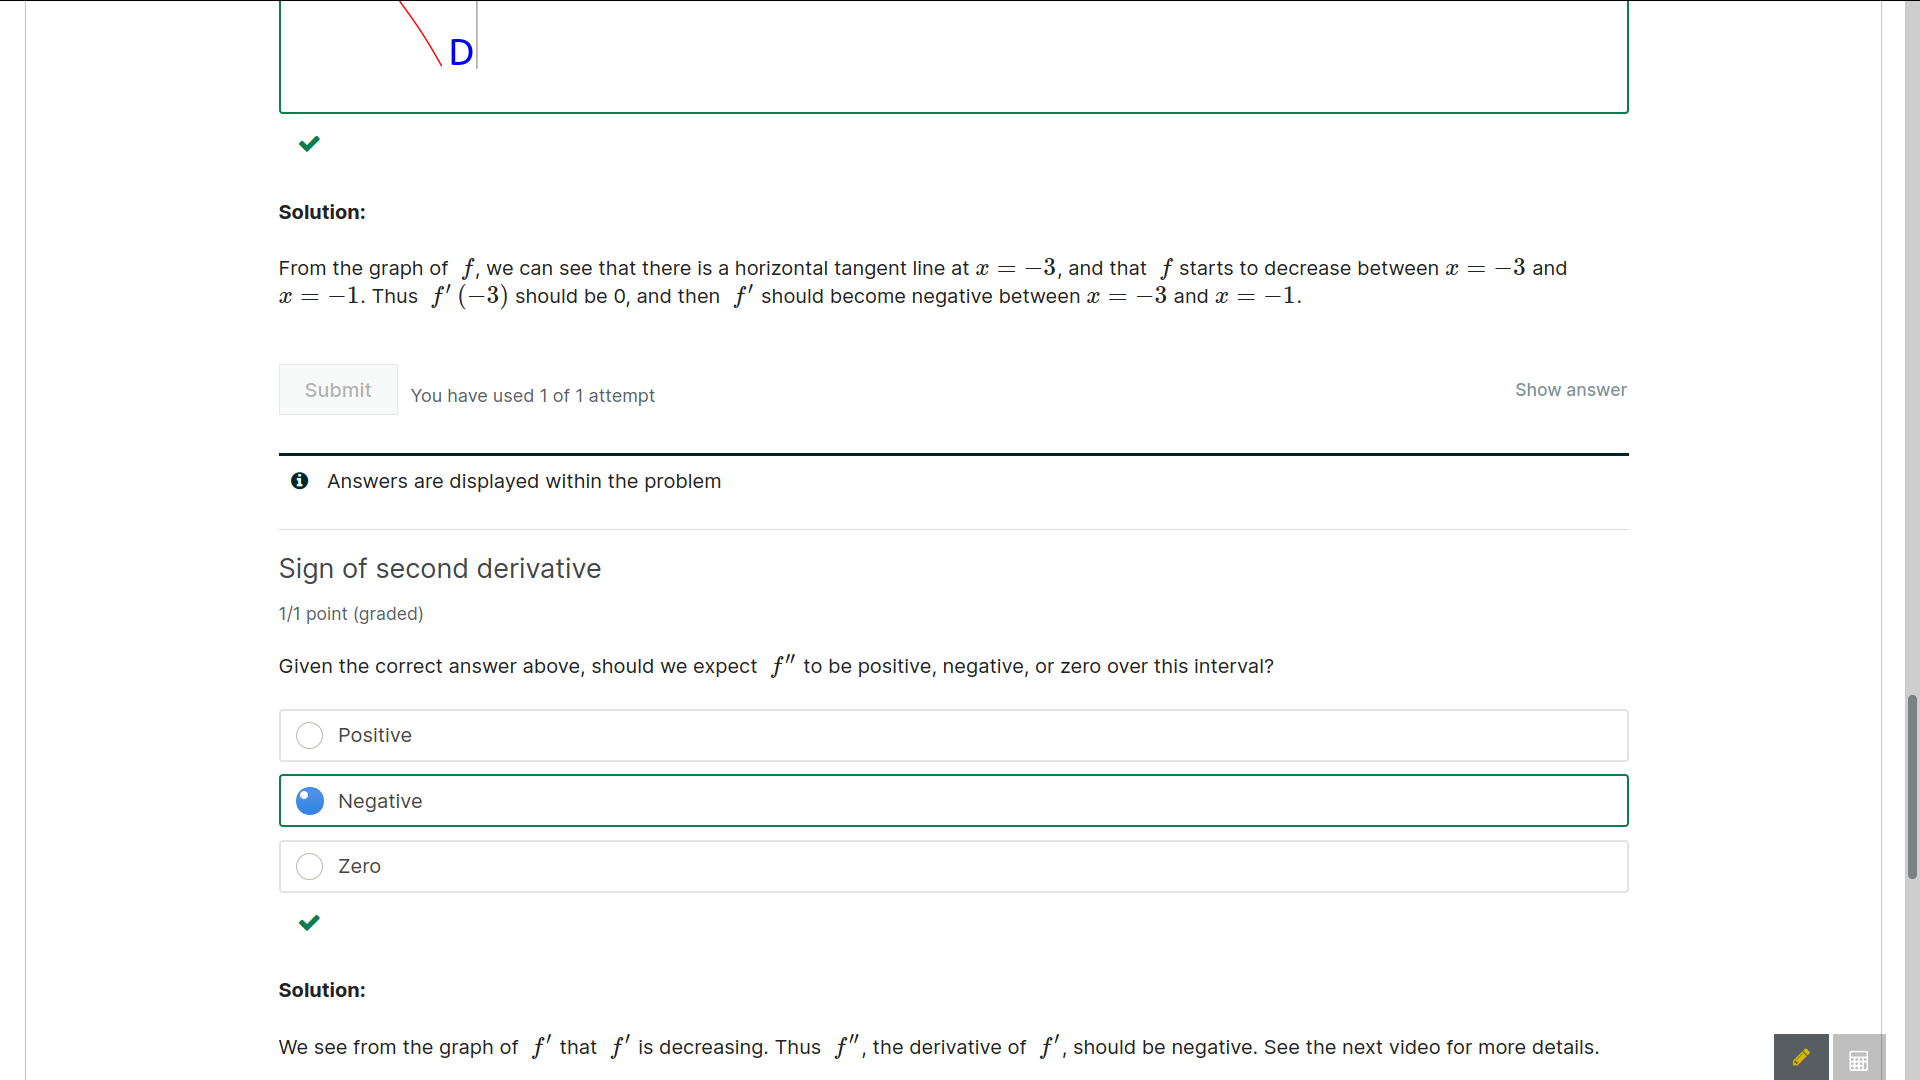 D
Solution:
From the graph of f, we can see that there is a horizontal tangent line at x = −3, and that f starts to decrease between x = −3 and
x = −1. Thus f′ (−3) should be 0, and then f′ should become negative between x = −3 and x = −1.
Submit
You have used 1 of 1 attempt
Show answer
Answers are displayed within the problem
Sign of second derivative
1/1 point (graded)
Given the correct answer above, should we expect f″ to be positive, negative, or zero over this interval?
Positive
Negative
Zero
Solution:
We see from the graph of f′ that f′ is decreasing. Thus f″, the derivative of f′, should be negative. See the next video for more details.